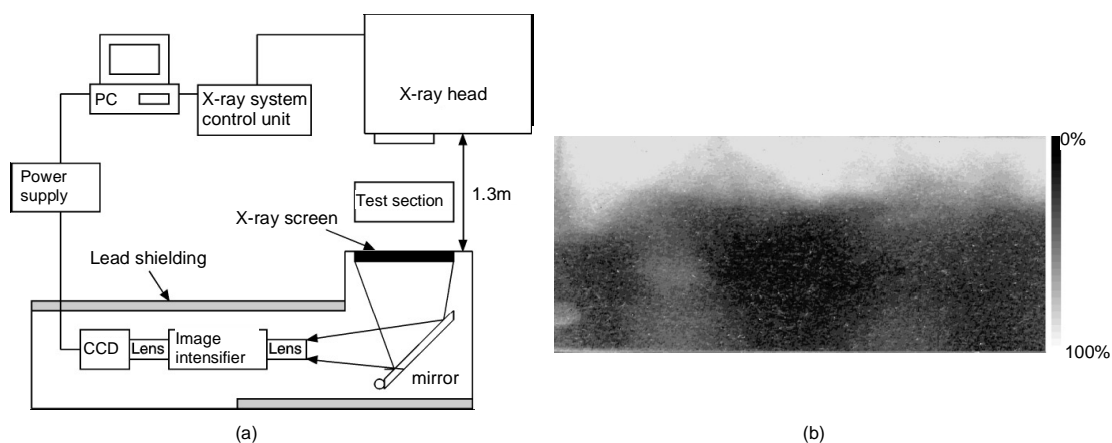 PC
X-ray system
control unit
X-ray head
Power
supply
Test section
1.3m
X-ray screen
Lead shielding
CCD
Lens
Image
intensifier
Lens
mirror
(a)
0%
100%
(b)